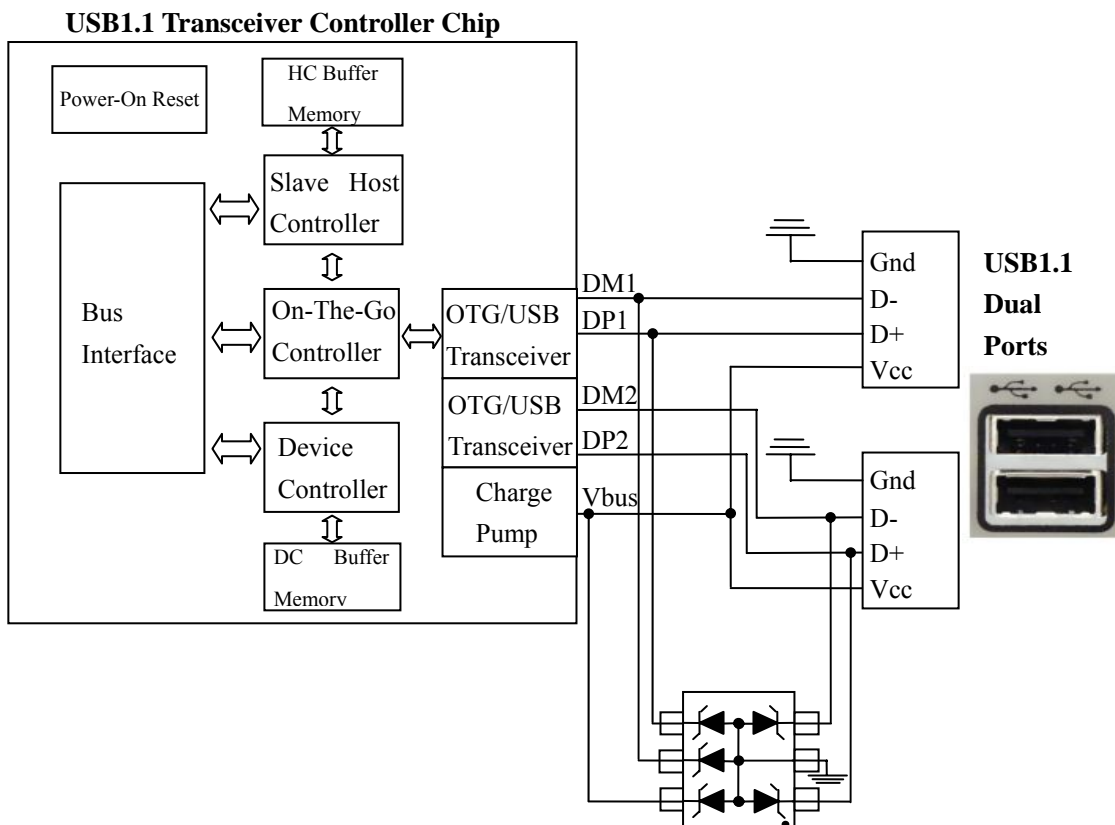 USB1.1 Transceiver Controller Chip
Power-On Reset
HC Buffer
Memory
Slave Host
Controller
Bus
Interface
On-The-Go
Controller
Device
Controller
DC Buffer
Memory
OTG/USB
Transceiver
OTG/USB
Transceiver
Charge
Pump
DM1
DP1
DM2
DP2
Vbus
Gnd
D-
D+
Vcc
Gnd
D-
D+
Vcc
USB1.1
Dual
Ports